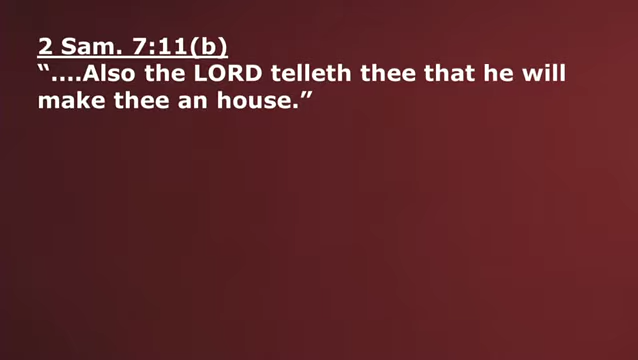 2 Sam. 7:11(b)
“....Also the LORD telleth thee that he will
make thee an house.”